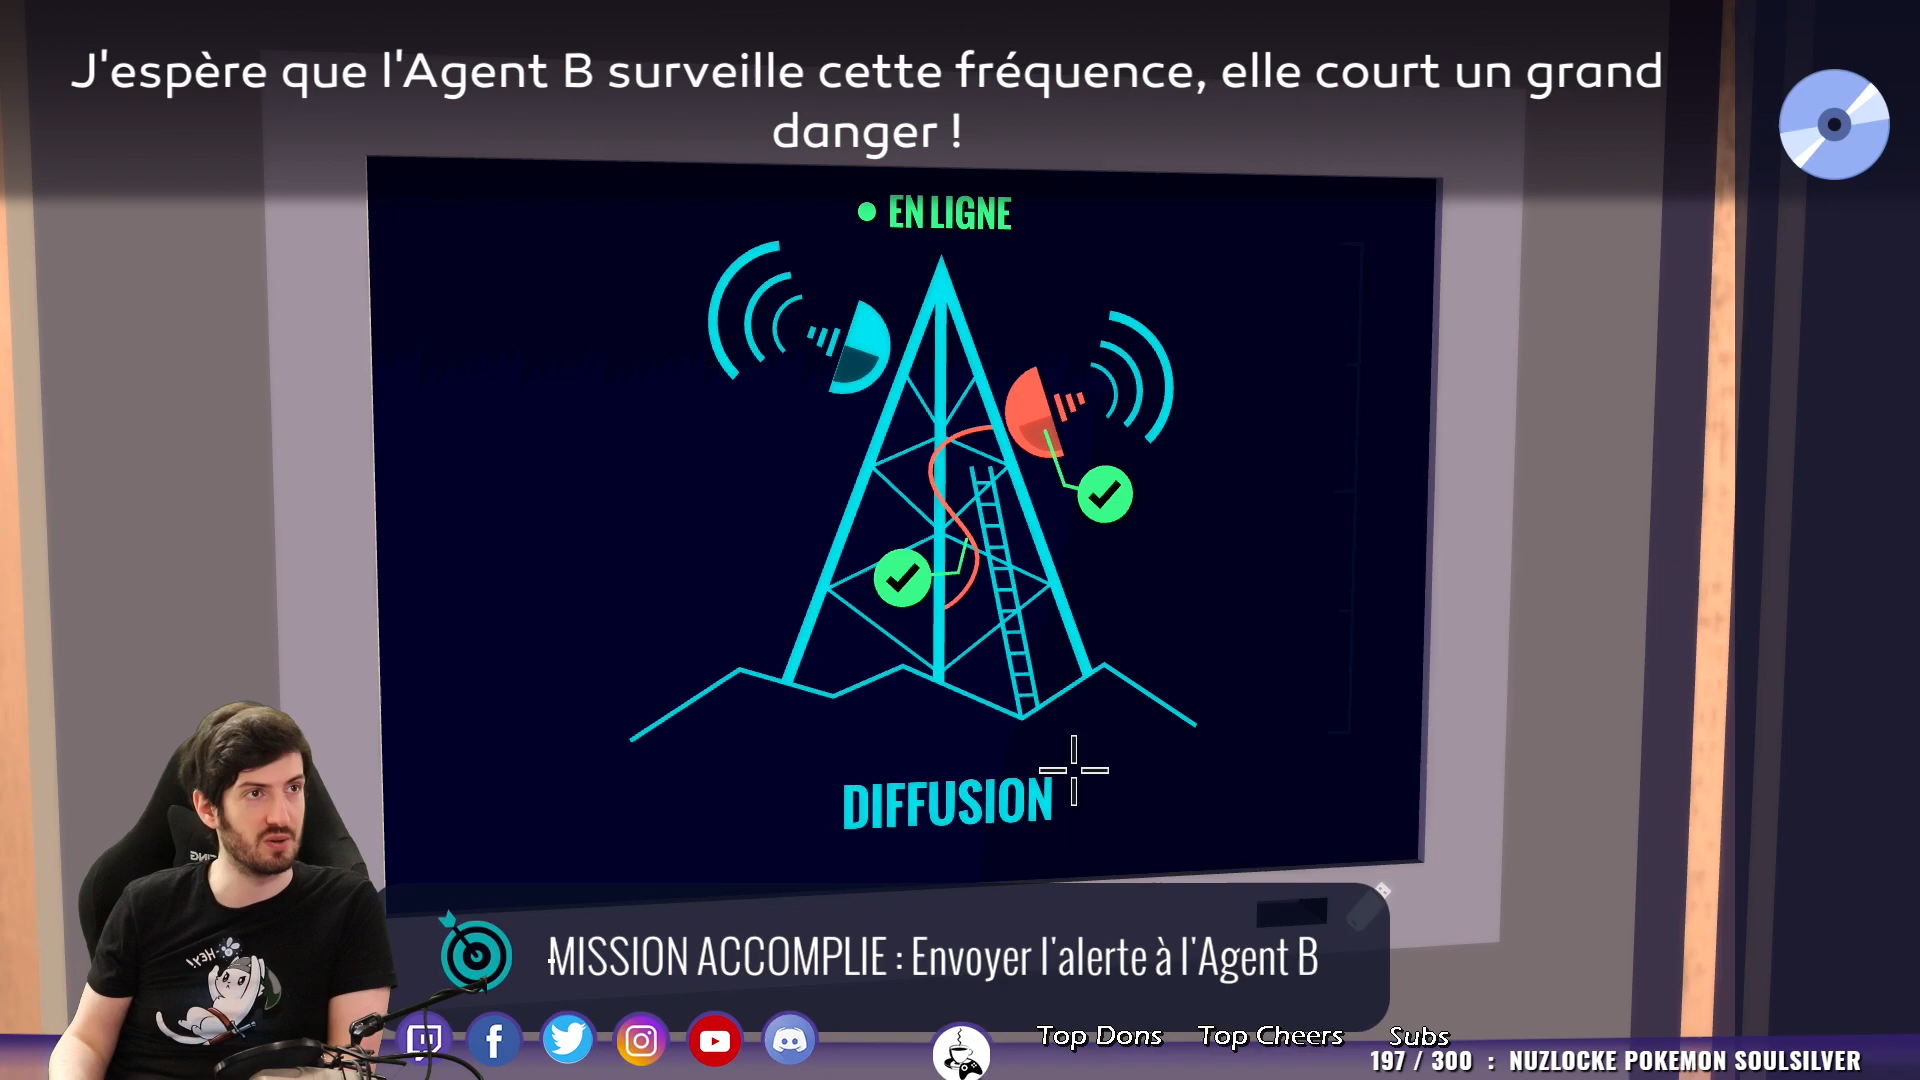 J'espère que l'Agent B surveille cette fréquence, elle court un grand
danger !
EN LIGNE
DIFFUSION
MISSION ACCOMPLIE : Envoyer l'alerte à l'Agent B
HEY!
Top Dons Top Cheers Subs
197 / 300 : NUZLOCKE POKEMON SOULSILVER